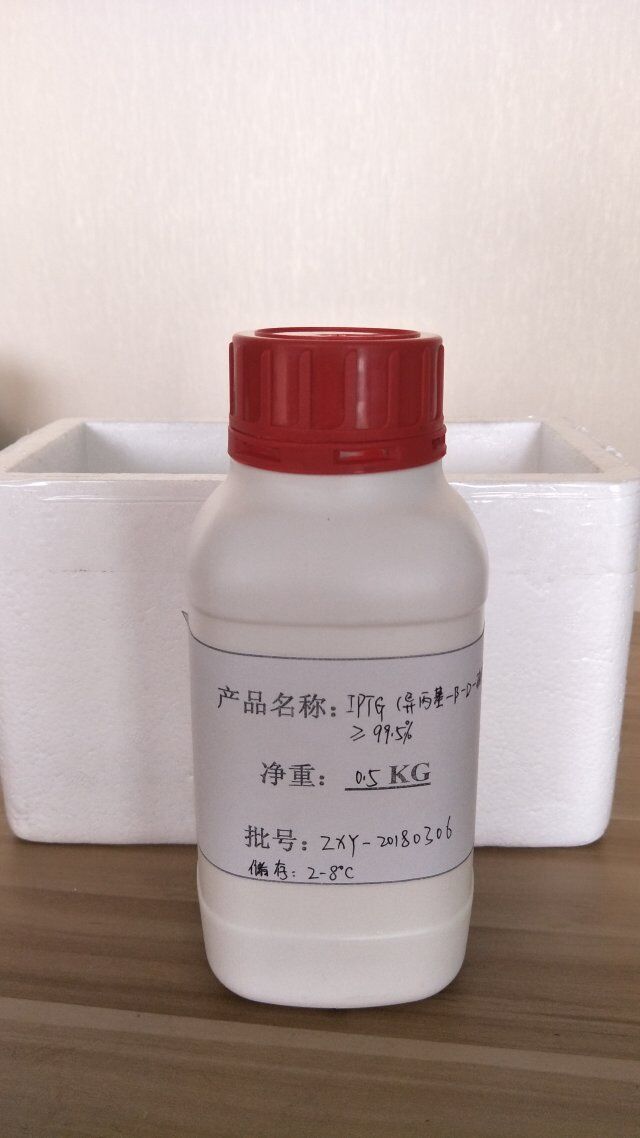 产品名称：IPTG（异丙基-β-D-
≥99.5%
净重：0.5 KG
批号：ZXY-20180306
储存：2-8℃